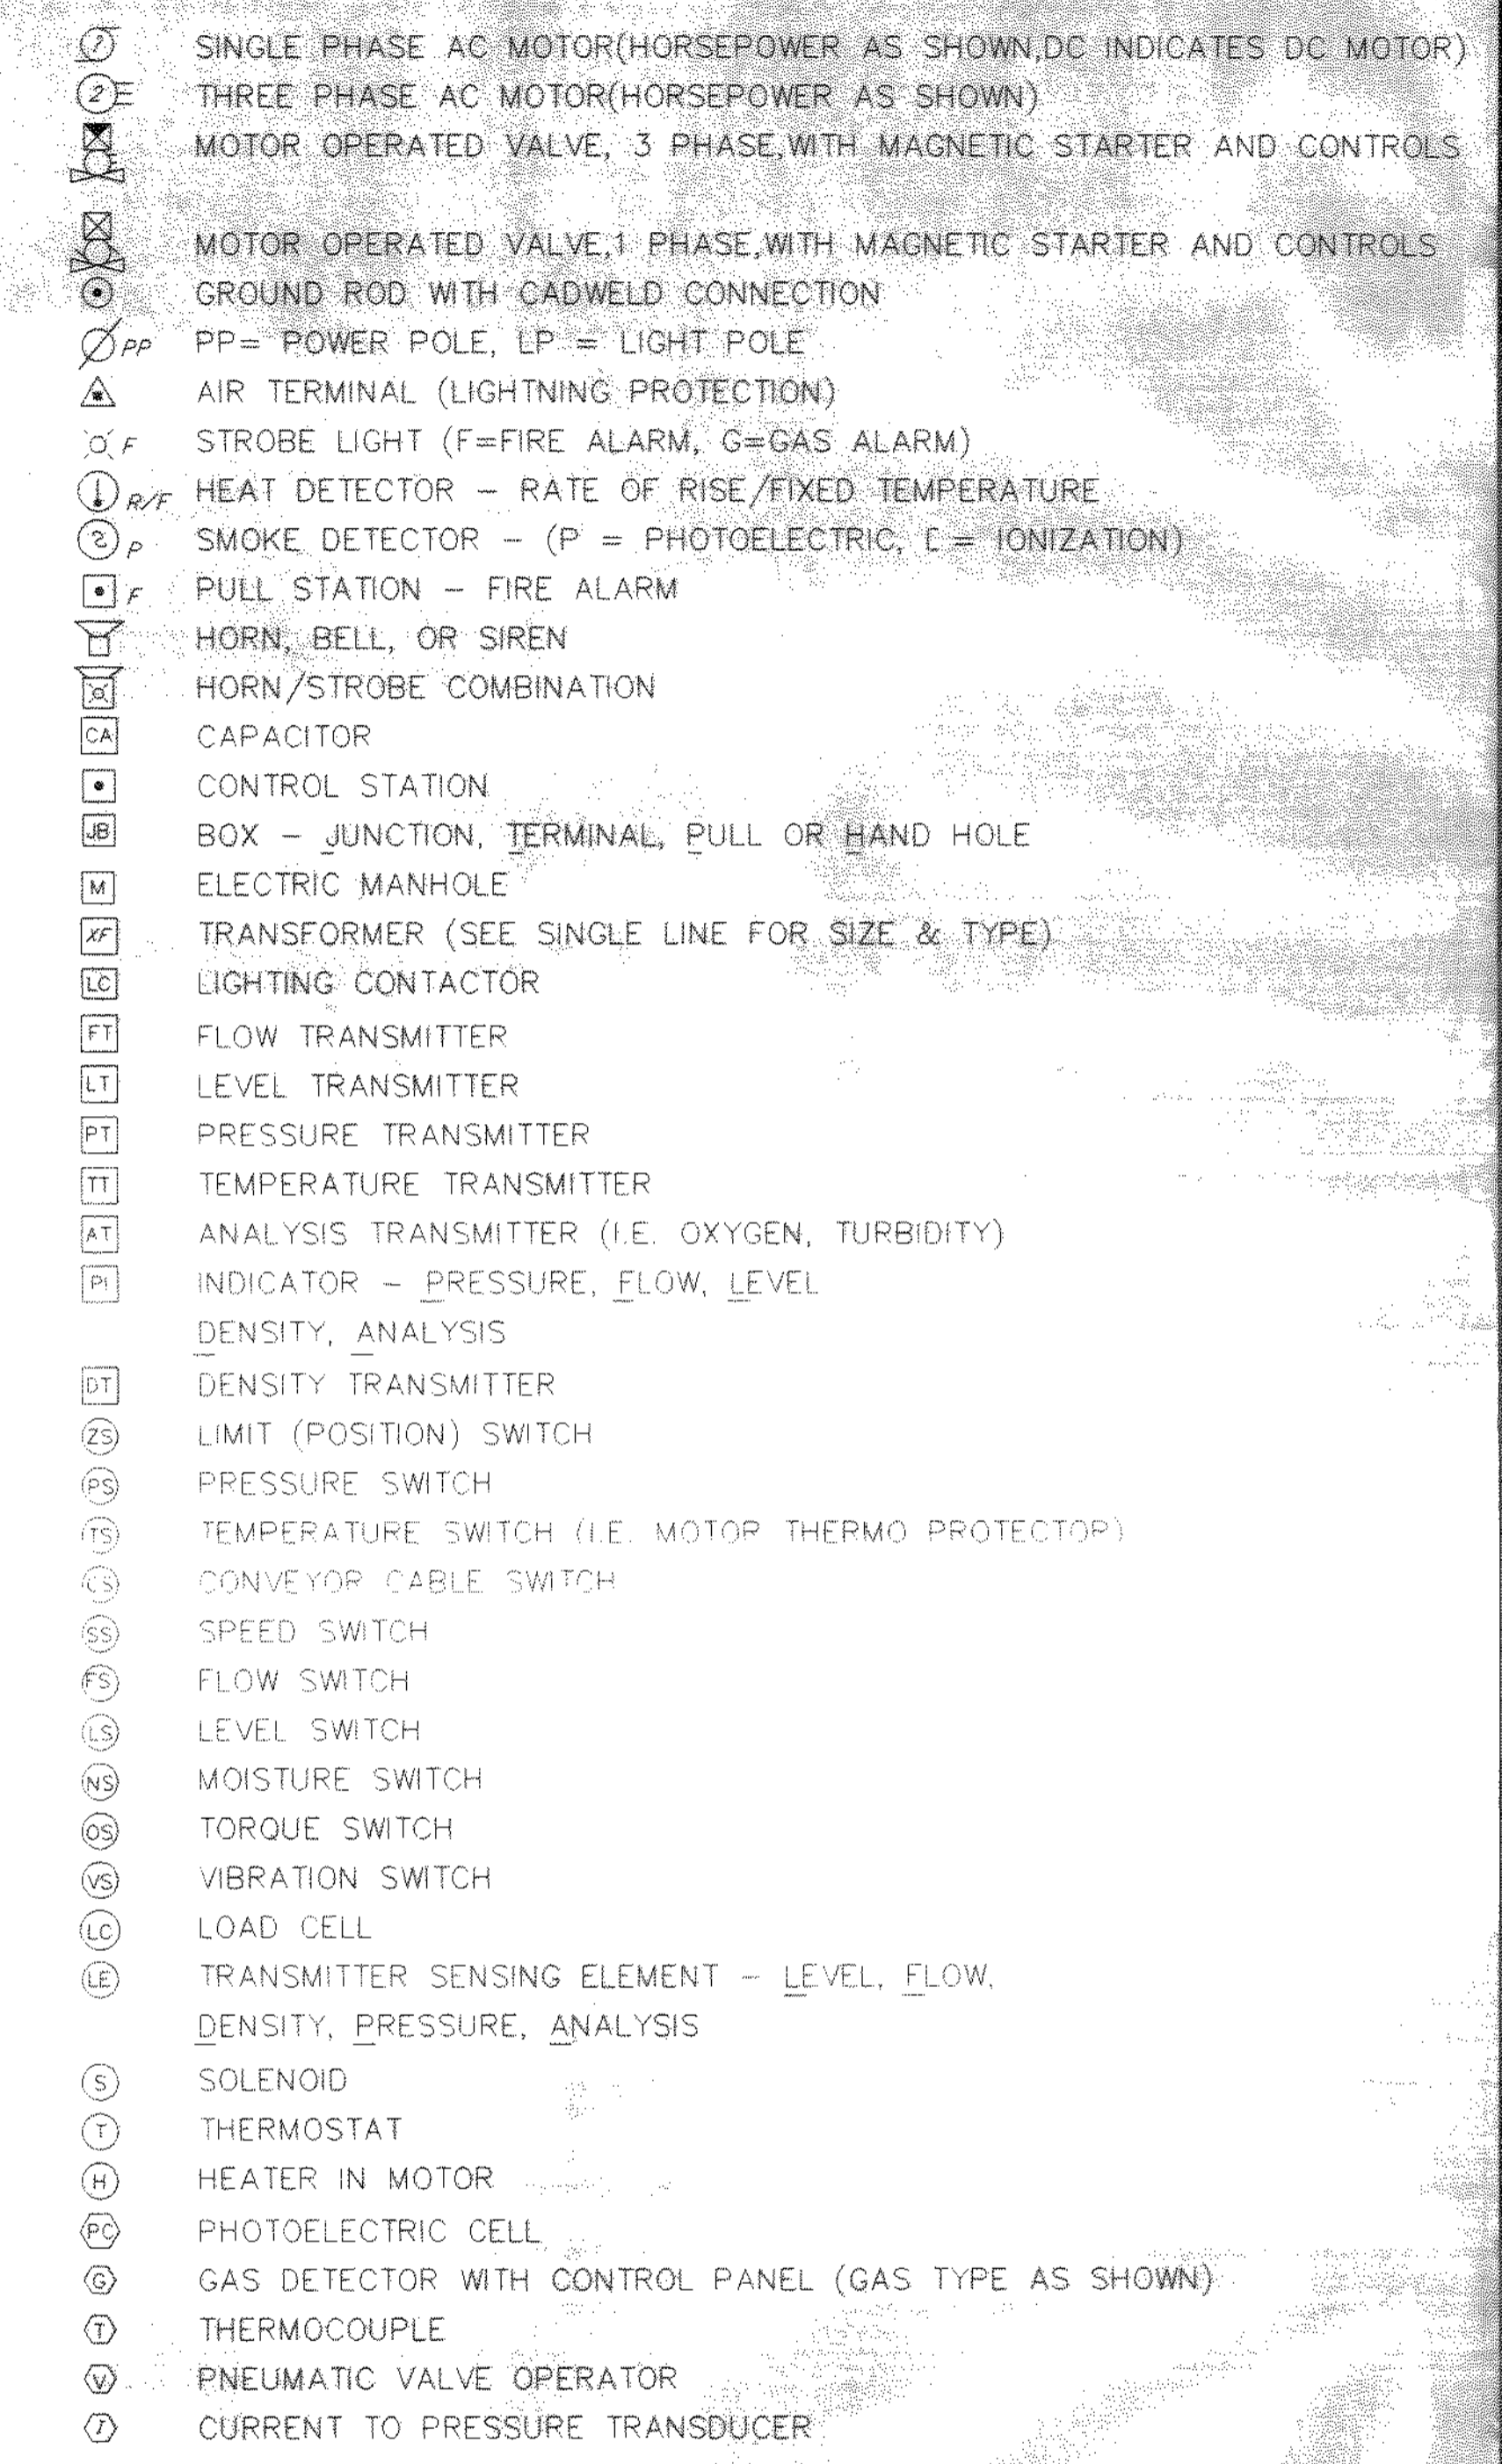 1 SINGLE PHASE AC MOTOR(HORSEPOWER AS SHOWN,DC INDICATES DC MOTOR)
2 THREE PHASE AC MOTOR(HORSEPOWER AS SHOWN)
MOTOR OPERATED VALVE, 3 PHASE,WITH MAGNETIC STARTER AND CONTROLS
MOTOR OPERATED VALVE,1 PHASE,WITH MAGNETIC STARTER AND CONTROLS
GROUND ROD WITH CADWELD CONNECTION
PP PP= POWER POLE, LP = LIGHT POLE
AIR TERMINAL (LIGHTNING PROTECTION)
F STROBE LIGHT (F=FIRE ALARM, G=GAS ALARM)
R/F HEAT DETECTOR – RATE OF RISE/FIXED TEMPERATURE
P SMOKE DETECTOR – (P = PHOTOELECTRIC, = IONIZATION)
F PULL STATION – FIRE ALARM
HORN, BELL, OR SIREN
HORN/STROBE COMBINATION
CA CAPACITOR
CONTROL STATION
JB BOX – JUNCTION, TERMINAL, PULL OR HAND HOLE
M ELECTRIC MANHOLE
XF TRANSFORMER (SEE SINGLE LINE FOR SIZE & TYPE)
LC LIGHTING CONTACTOR
FT FLOW TRANSMITTER
LT LEVEL TRANSMITTER
PT PRESSURE TRANSMITTER
TT TEMPERATURE TRANSMITTER
AT ANALYSIS TRANSMITTER (I.E. OXYGEN, TURBIDITY)
PI INDICATOR – PRESSURE, FLOW, LEVEL
DENSITY, ANALYSIS
DT DENSITY TRANSMITTER
ZS LIMIT (POSITION) SWITCH
PS PRESSURE SWITCH
TS TEMPERATURE SWITCH (I.E. MOTOR THERMO PROTECTOR)
CS CONVEYOR CABLE SWITCH
SS SPEED SWITCH
FS FLOW SWITCH
LS LEVEL SWITCH
NS MOISTURE SWITCH
OS TORQUE SWITCH
VS VIBRATION SWITCH
LC LOAD CELL
LE TRANSMITTER SENSING ELEMENT – LEVEL, FLOW,
DENSITY, PRESSURE, ANALYSIS
S SOLENOID
T THERMOSTAT
H HEATER IN MOTOR
PC PHOTOELECTRIC CELL
G GAS DETECTOR WITH CONTROL PANEL (GAS TYPE AS SHOWN)
T THERMOCOUPLE
V PNEUMATIC VALVE OPERATOR
I CURRENT TO PRESSURE TRANSDUCER